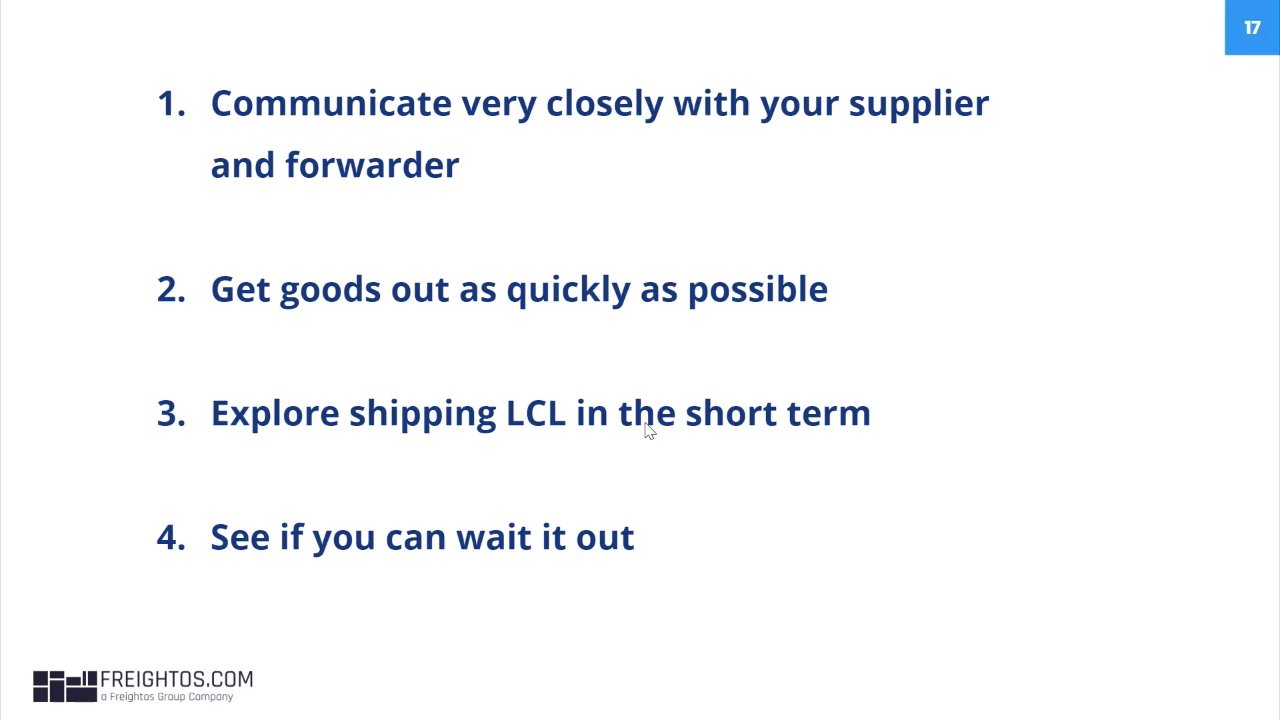 17
1. Communicate very closely with your supplier
and forwarder
2. Get goods out as quickly as possible
3. Explore shipping LCL in the short term
4. See if you can wait it out
FREIGHTOS.COM
a Freightos Group Company